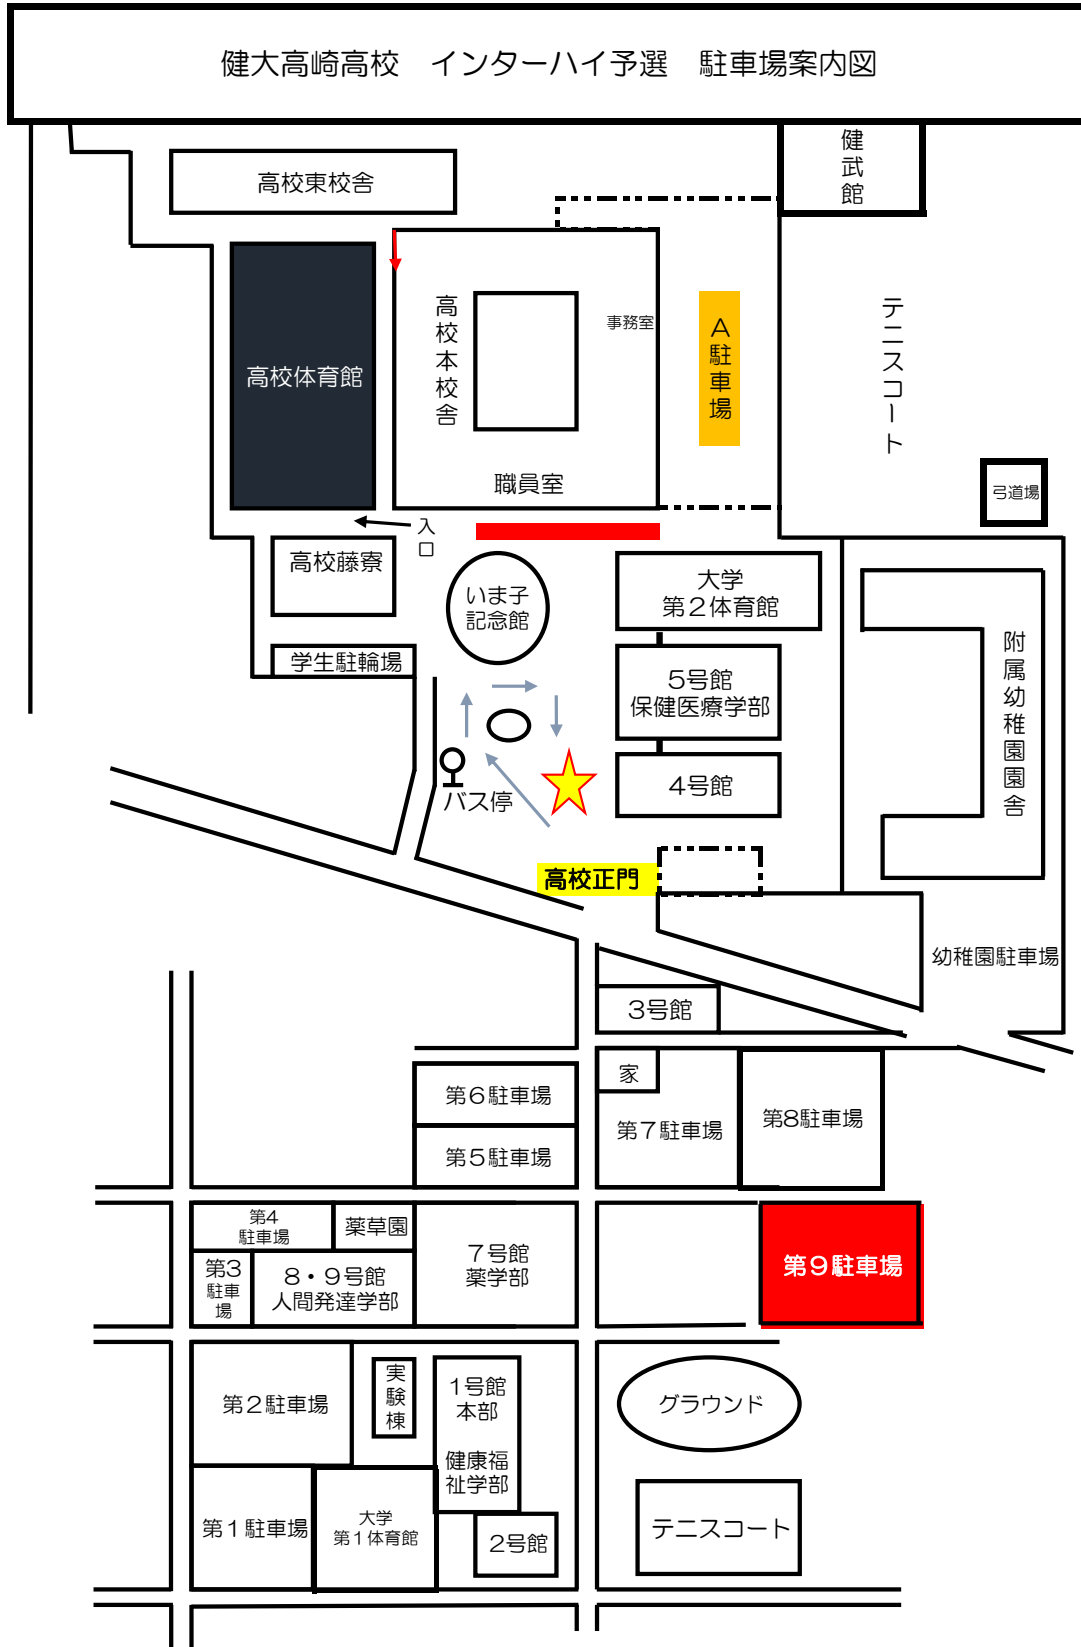 健大高崎高校　インターハイ予選　駐車場案内図
健武館
高校東校舎
高校体育館
高校本校舎
事務室
A駐車場
テニスコート
職員室
弓道場
入口
高校藤寮
いま子
記念館
大学
第２体育館
学生駐輪場
5号館
保健医療学部
附属幼稚園園舎
4号館
バス停
高校正門
幼稚園駐車場
3号館
家
第６駐車場
第５駐車場
第７駐車場
第8駐車場
第4
駐車場
薬草園
7号館
薬学部
第９駐車場
第3
駐車
場
8・9号館
人間発達学部
第２駐車場
実験棟
1号館
本部
健康福
祉学部
グラウンド
第１駐車場
大学
第１体育館
2号館
テニスコート